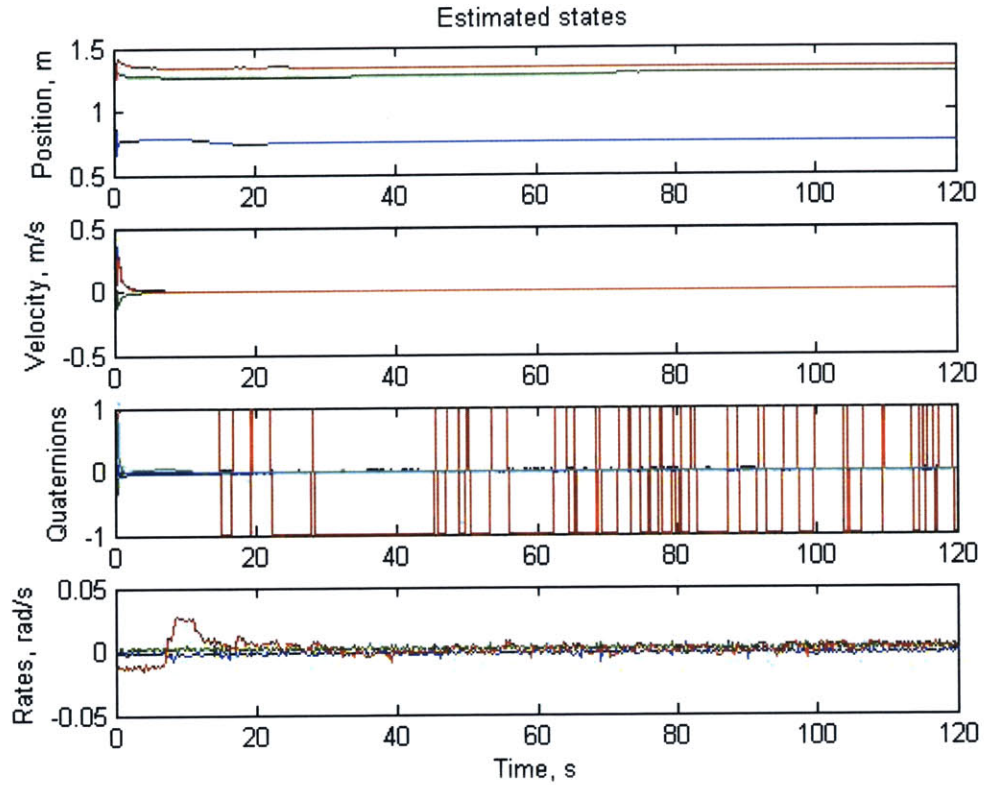 Estimated states
Position, m
1.5
1
0.5
0 20 40 60 80 100 120
Velocity, m/s
0.5
0
-0.5
0 20 40 60 80 100 120
Quaternions
1
0
-1
0 20 40 60 80 100 120
Rates, rad/s
0.05
0
-0.05
0 20 40 60 80 100 120
Time, s